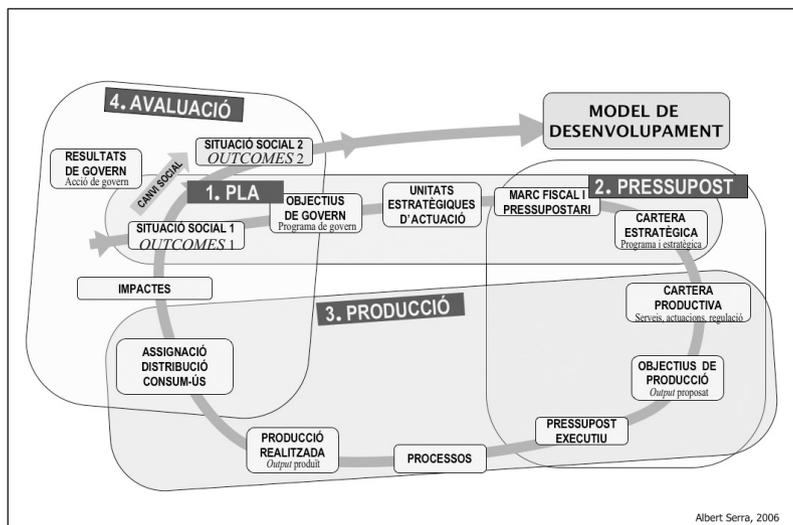 4. AVALUACIÓ
MODEL DE
DESENVOLUPAMENT
RESULTATS
DE GOVERN
Acció de govern
CANVI SOCIAL
SITUACIÓ SOCIAL 2
OUTCOMES 2
1. PLA
SITUACIÓ SOCIAL 1
OUTCOMES 1
OBJECTIUS
DE GOVERN
Programa de govern
UNITATS
ESTRATÈGIQUES
D'ACTUACIÓ
MARC FISCAL I
PRESSUPOSTARI
2. PRESSUPOST
CARTERA
ESTRATÈGICA
Programa i estratègica
IMPACTES
3. PRODUCCIÓ
CARTERA
PRODUCTIVA
Serveis, actuacions, regulació
ASSIGNACIÓ
DISTRIBUCIÓ
CONSUM-ÚS
OBJECTIUS DE
PRODUCCIÓ
Output proposat
PRESSUPOST
EXECUTIU
PROCESSOS
PRODUCCIÓ
REALITZADA
Output produït
Albert Serra, 2006